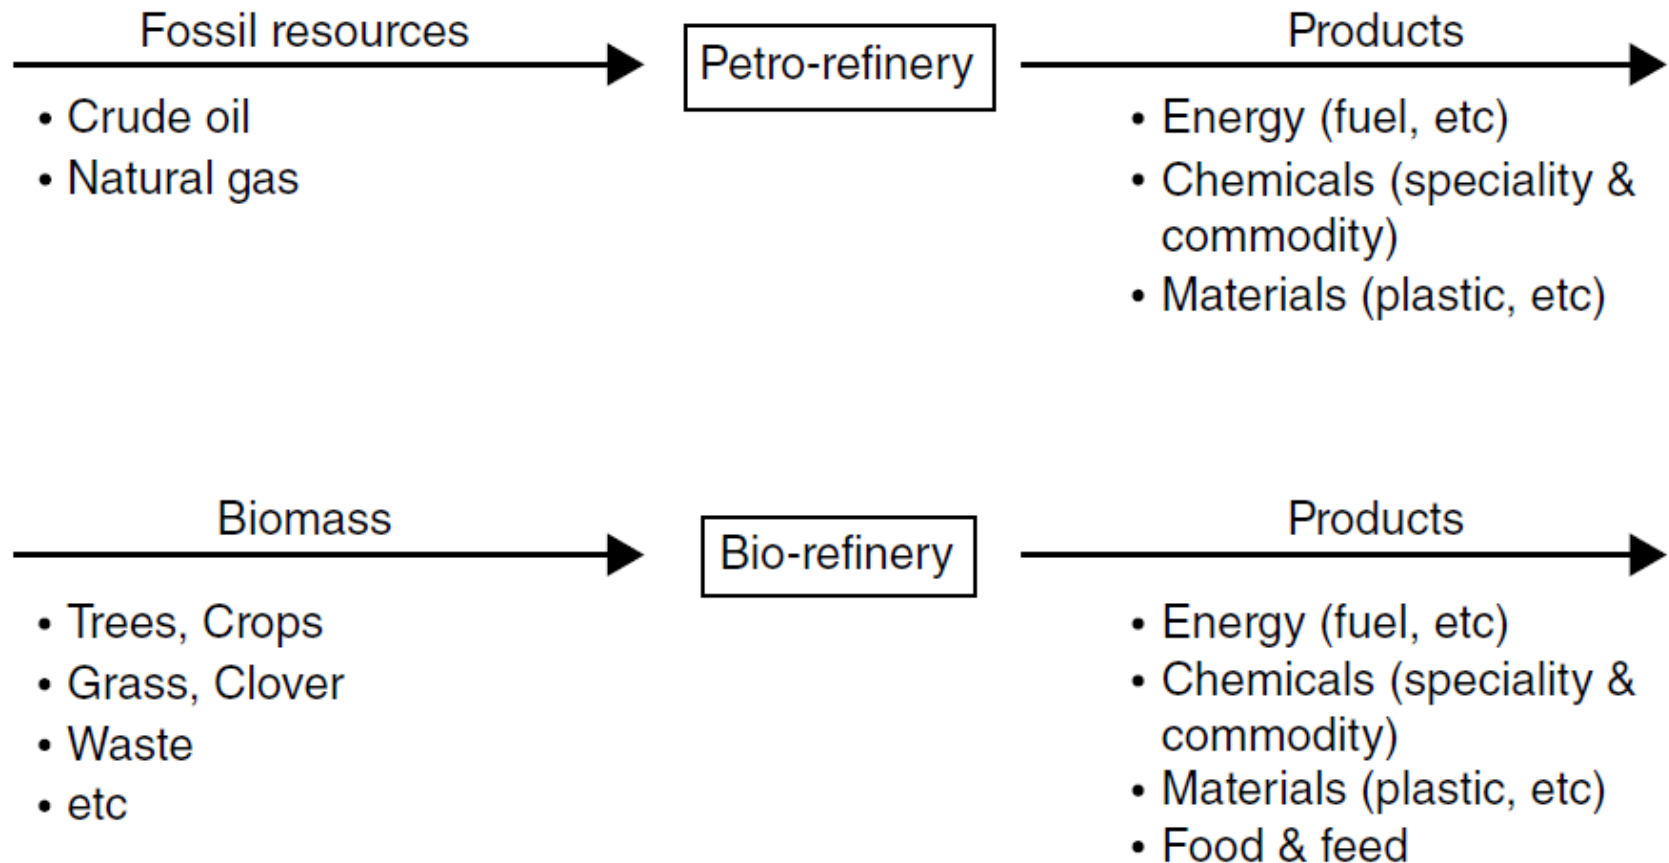 Fossil resources
Petro-refinery
Products
• Crude oil
• Natural gas
• Energy (fuel, etc)
• Chemicals (speciality &
commodity)
• Materials (plastic, etc)
Biomass
Bio-refinery
Products
• Trees, Crops
• Grass, Clover
• Waste
• etc
• Energy (fuel, etc)
• Chemicals (speciality &
commodity)
• Materials (plastic, etc)
• Food & feed